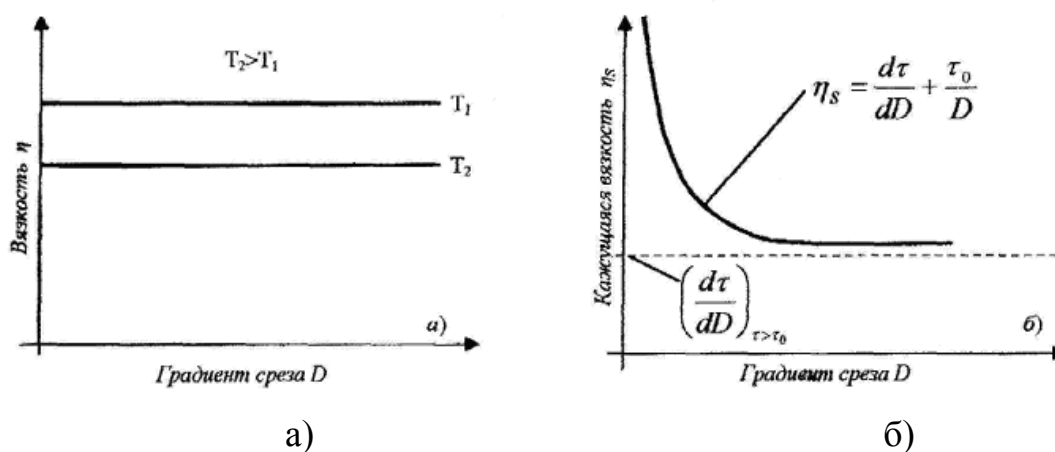 Вязкость η
T₂>T₁
T₁
T₂
а)
Градиент среза D
Кажущаяся вязкость ηs
ηs = dτ/dD + τ₀/D
(dτ/dD)τ>τ₀
б)
Градиент среза D
а)
б)